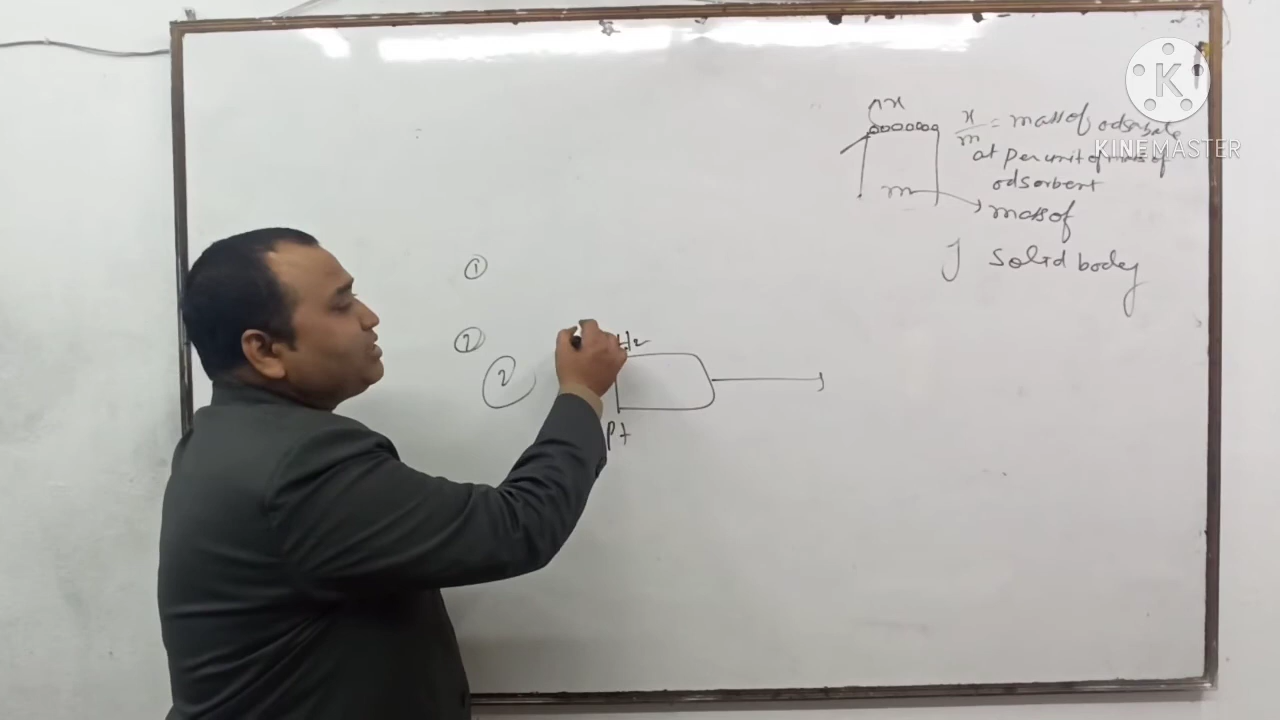 x
x/m = mass of adsorbate
at per unit of mass of
adsorbent
m → mass of
solid body
①
②
②
H2
Pt
K
KINEMASTER